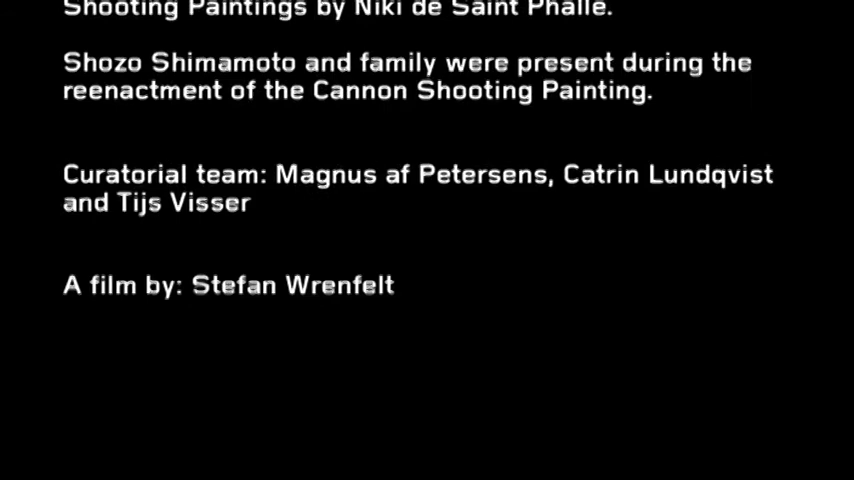 Shooting Paintings by Niki de Saint Phalle.
Shozo Shimamoto and family were present during the
reenactment of the Cannon Shooting Painting.
Curatorial team: Magnus af Petersens, Catrin Lundqvist
and Tijs Visser
A film by: Stefan Wrenfelt